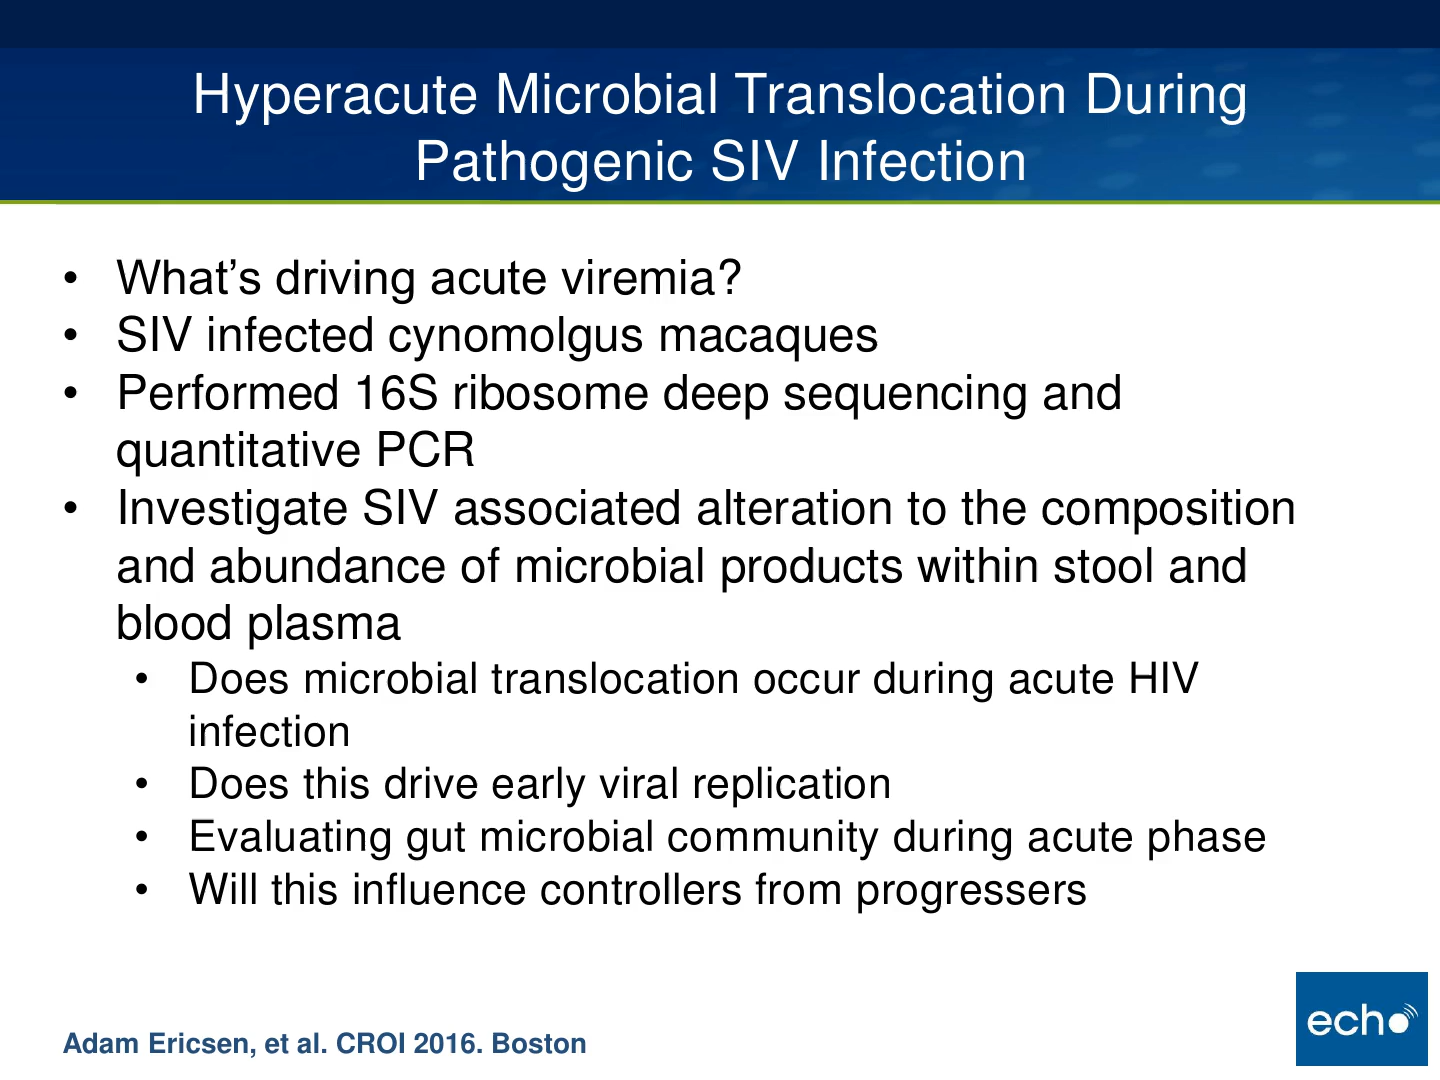 Hyperacute Microbial Translocation During
Pathogenic SIV Infection
• What’s driving acute viremia?
• SIV infected cynomolgus macaques
• Performed 16S ribosome deep sequencing and
quantitative PCR
• Investigate SIV associated alteration to the composition
and abundance of microbial products within stool and
blood plasma
• Does microbial translocation occur during acute HIV
infection
• Does this drive early viral replication
• Evaluating gut microbial community during acute phase
• Will this influence controllers from progressers
Adam Ericsen, et al. CROI 2016. Boston
echo